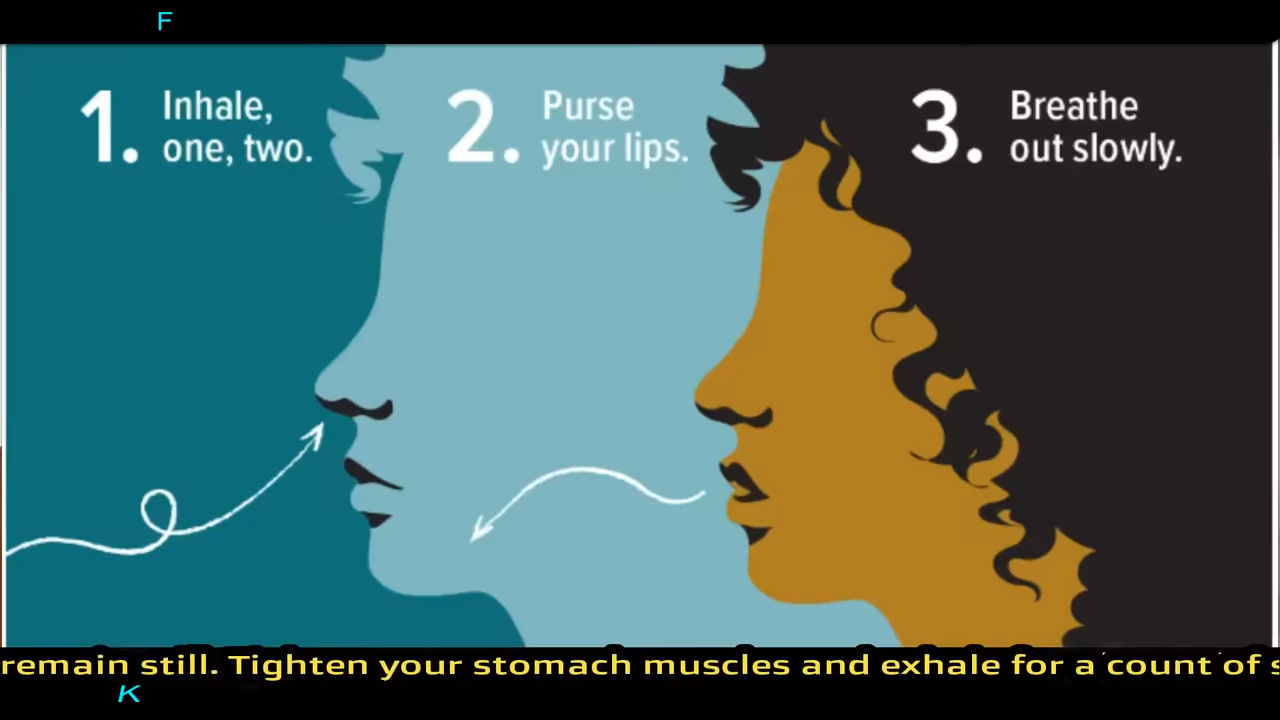 F
1. Inhale,
one, two.
2. Purse
your lips.
3. Breathe
out slowly.
remain still. Tighten your stomach muscles and exhale for a count of s
K